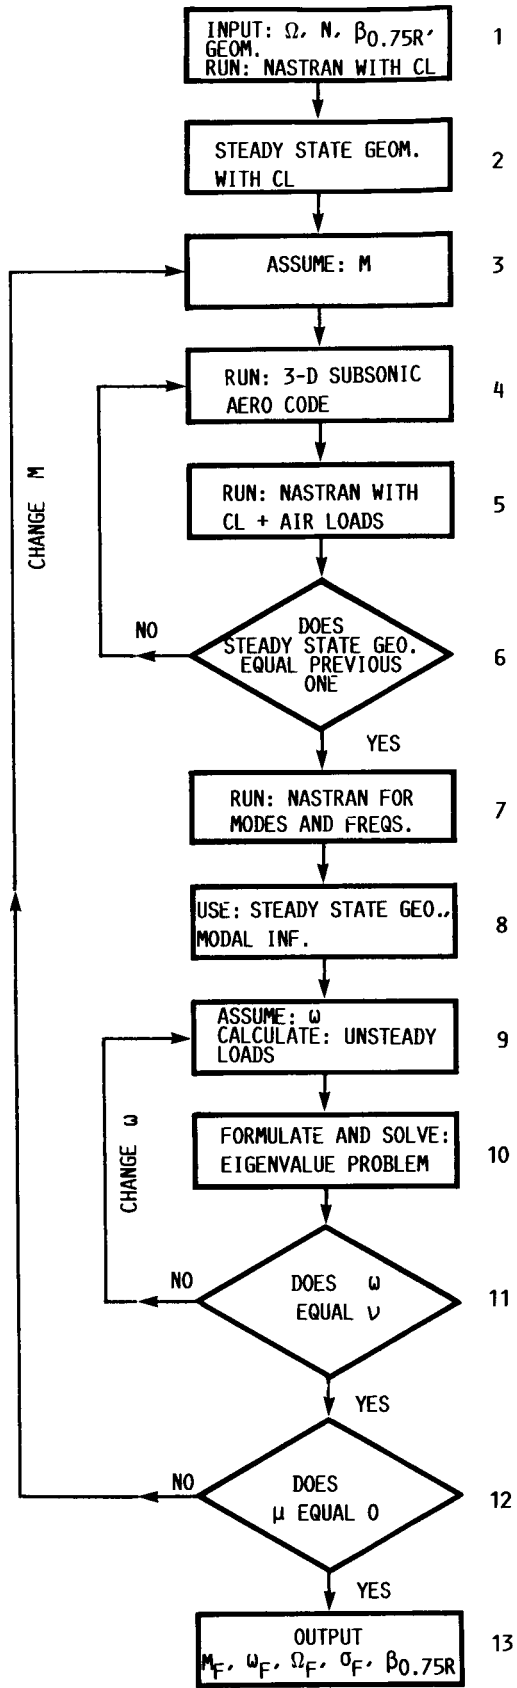 INPUT: Ω, N, β0.75R,
GEOM.
RUN: NASTRAN WITH CL
1
STEADY STATE GEOM.
WITH CL
2
ASSUME: M
3
RUN: 3-D SUBSONIC
AERO CODE
4
RUN: NASTRAN WITH
CL + AIR LOADS
5
CHANGE M
DOES
STEADY STATE GEO.
EQUAL PREVIOUS
ONE
6
NO
YES
RUN: NASTRAN FOR
MODES AND FREQS.
7
USE: STEADY STATE GEO.,
MODAL INF.
8
ASSUME: ω
CALCULATE: UNSTEADY
LOADS
9
FORMULATE AND SOLVE:
EIGENVALUE PROBLEM
10
CHANGE ω
DOES ω
EQUAL ν
11
NO
YES
DOES
μ EQUAL 0
12
NO
YES
OUTPUT
MF, ωF, ΩF, σF, β0.75R
13